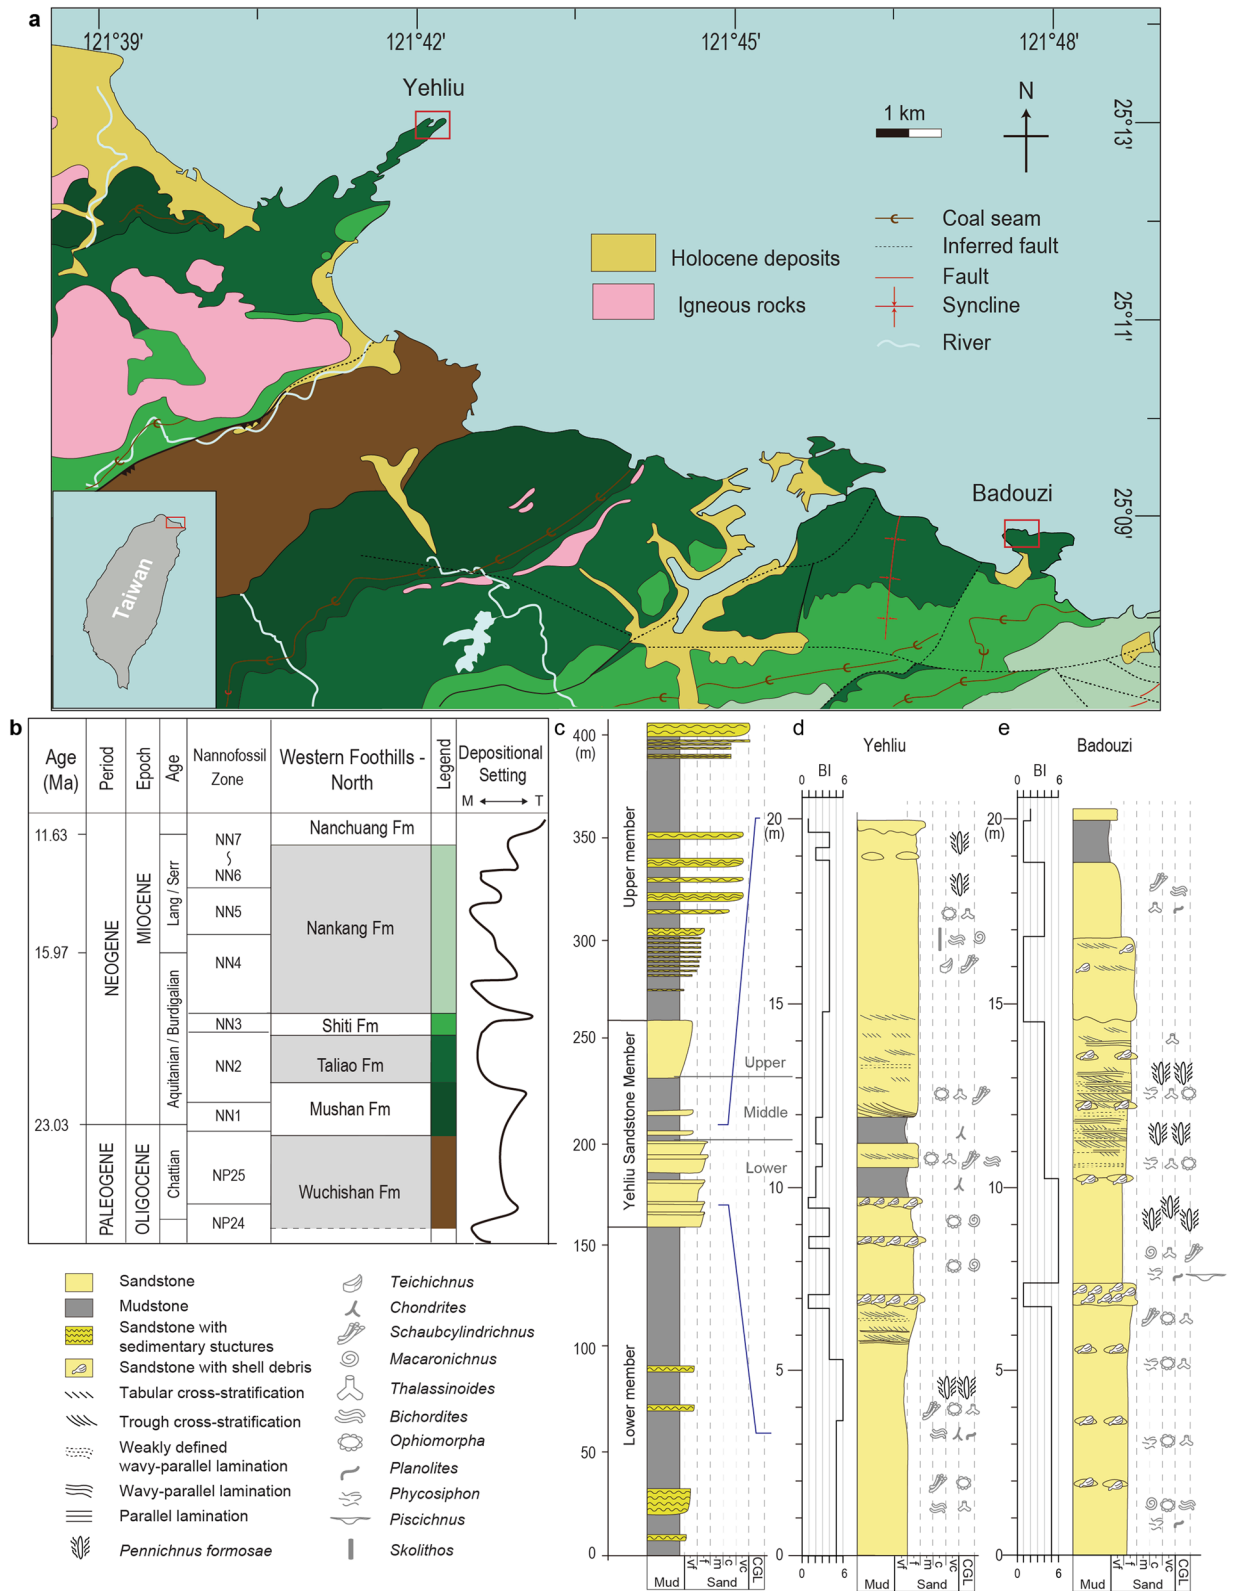 a
121°39'
121°42'
121°45'
121°48'
Yehliu
1 km
N
25°13'
Coal seam
Inferred fault
Fault
Syncline
River
Holocene deposits
Igneous rocks
25°11'
Badouzi
25°09'
Taiwan
b
Age
(Ma)
Period
Epoch
Age
Nannofossil
Zone
Western Foothills -
North
Legend
Depositional
Setting
M
T
11.63
15.97
23.03
NEOGENE
PALEOGENE
MIOCENE
OLIGOCENE
Lang / Serr
Aquitanian / Burdigalian
Chattian
NN7
NN6
NN5
NN4
NN3
NN2
NN1
NP25
NP24
Nanchuang Fm
Nankang Fm
Shiti Fm
Taliao Fm
Mushan Fm
Wuchishan Fm
Sandstone
Mudstone
Sandstone with
sedimentary stuctures
Sandstone with shell debris
Tabular cross-stratification
Trough cross-stratification
Weakly defined
wavy-parallel lamination
Wavy-parallel lamination
Parallel lamination
Pennichnus formosae
Teichichnus
Chondrites
Schaubcylindrichnus
Macaronichnus
Thalassinoides
Bichordites
Ophiomorpha
Planolites
Phycosiphon
Piscichnus
Skolithos
c
400
(m)
350
300
250
200
150
100
50
0
Upper member
Yehliu Sandstone Member
Lower member
Upper
Middle
Lower
vf
f
m
c
vc
CGL
Mud
Sand
d
Yehliu
BI
0
6
20
(m)
15
10
5
0
vf
f
m
c
vc
CGL
Mud
Sand
e
Badouzi
BI
0
6
20
(m)
15
10
5
0
vf
f
m
c
vc
CGL
Mud
Sand